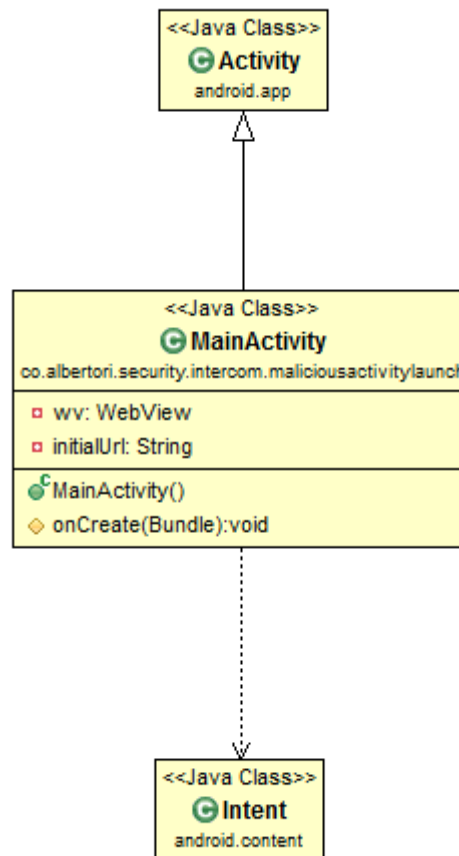 <<Java Class>>
Activity
android.app
<<Java Class>>
MainActivity
co.albertori.security.intercom.maliciousactivitylaunch
wv: WebView
initialUrl: String
MainActivity()
onCreate(Bundle):void
<<Java Class>>
Intent
android.content